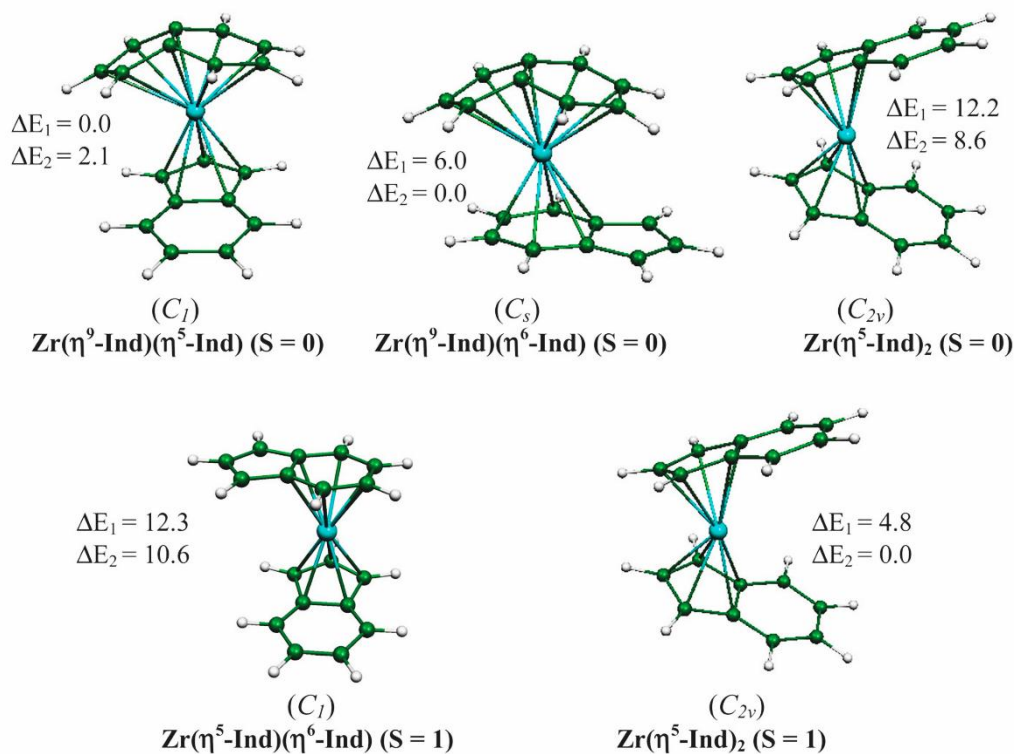 ΔE₁ = 0.0
ΔE₂ = 2.1
(C₁)
Zr(η⁹-Ind)(η⁵-Ind) (S = 0)
ΔE₁ = 6.0
ΔE₂ = 0.0
(Cₛ)
Zr(η⁹-Ind)(η⁶-Ind) (S = 0)
ΔE₁ = 12.2
ΔE₂ = 8.6
(C₂ᵥ)
Zr(η⁵-Ind)₂ (S = 0)
ΔE₁ = 12.3
ΔE₂ = 10.6
(C₁)
Zr(η⁵-Ind)(η⁶-Ind) (S = 1)
ΔE₁ = 4.8
ΔE₂ = 0.0
(C₂ᵥ)
Zr(η⁵-Ind)₂ (S = 1)